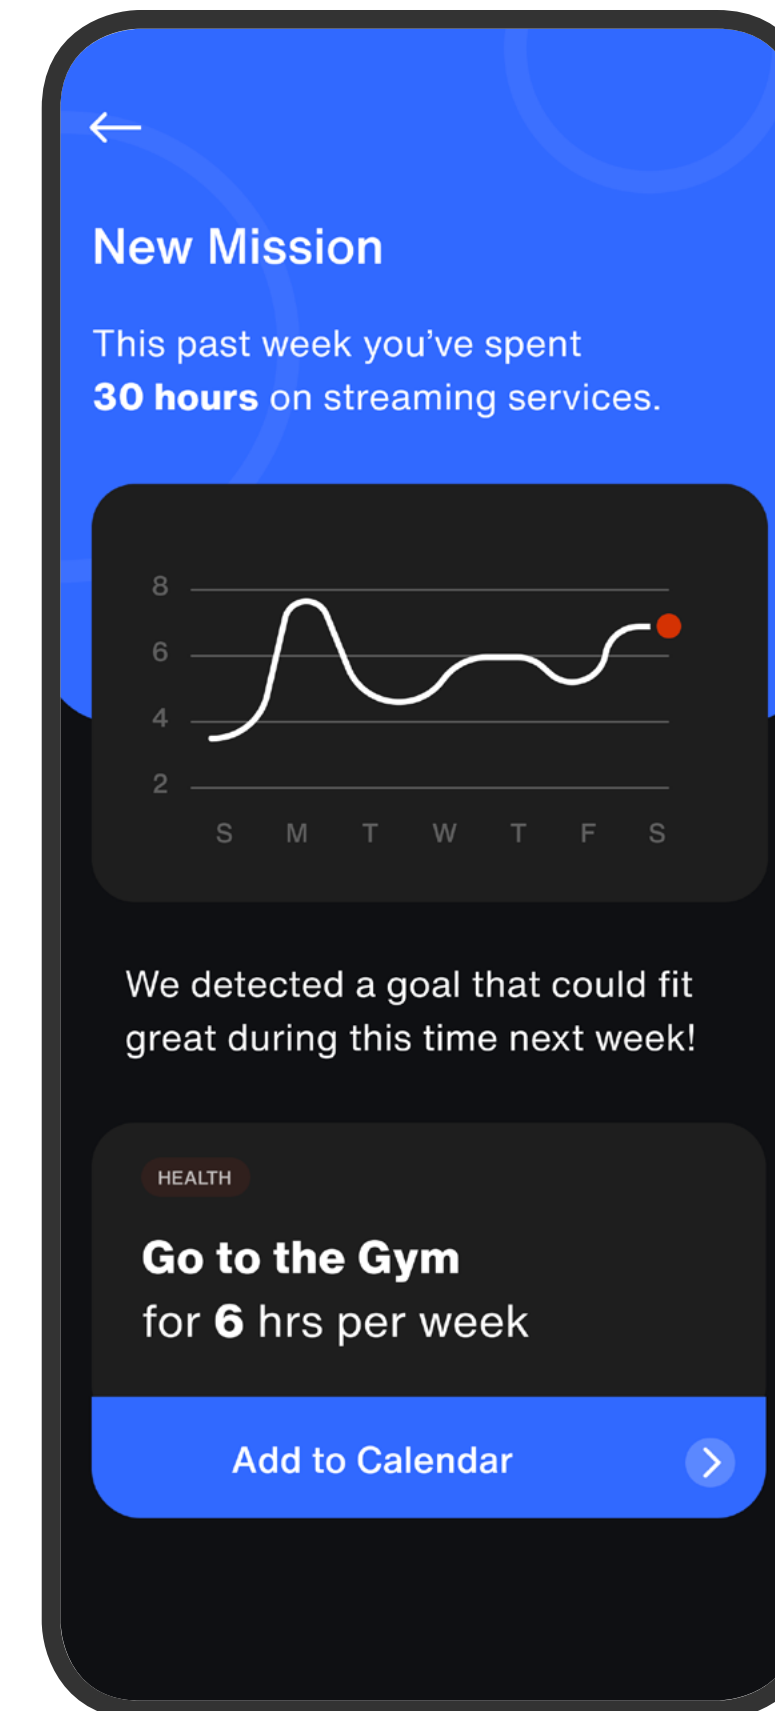 New Mission
This past week you’ve spent
30 hours on streaming services.
8
6
4
2
S M T W T F S
We detected a goal that could fit
great during this time next week!
HEALTH
Go to the Gym
for 6 hrs per week
Add to Calendar